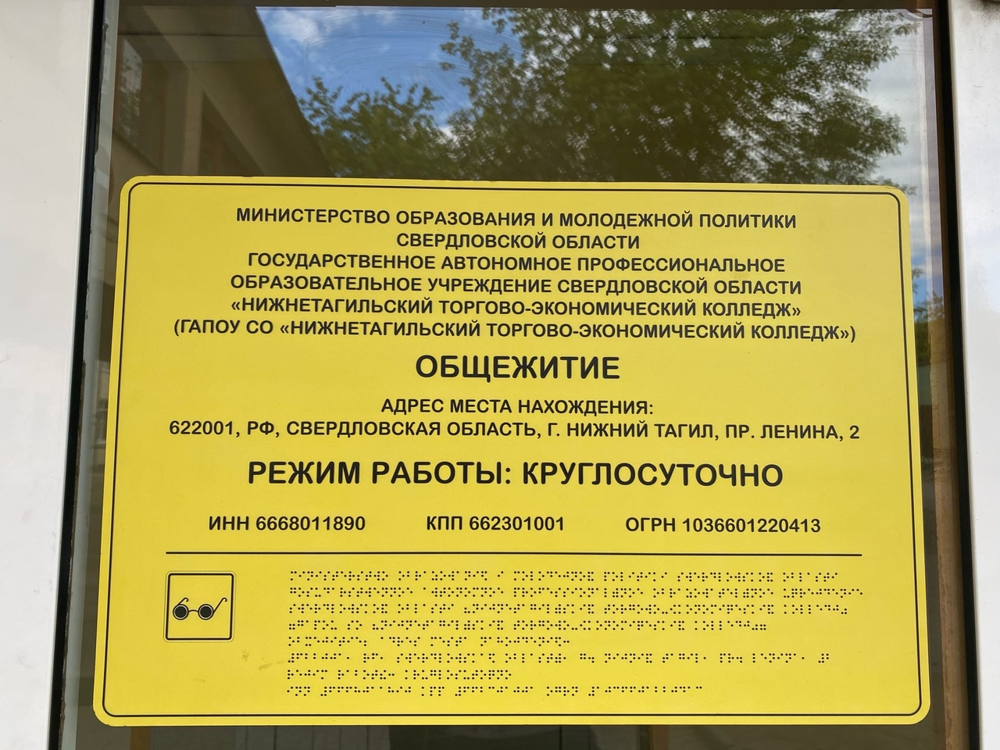 МИНИСТЕРСТВО ОБРАЗОВАНИЯ И МОЛОДЕЖНОЙ ПОЛИТИКИ
СВЕРДЛОВСКОЙ ОБЛАСТИ
ГОСУДАРСТВЕННОЕ АВТОНОМНОЕ ПРОФЕССИОНАЛЬНОЕ
ОБРАЗОВАТЕЛЬНОЕ УЧРЕЖДЕНИЕ СВЕРДЛОВСКОЙ ОБЛАСТИ
«НИЖНЕТАГИЛЬСКИЙ ТОРГОВО-ЭКОНОМИЧЕСКИЙ КОЛЛЕДЖ»
(ГАПОУ СО «НИЖНЕТАГИЛЬСКИЙ ТОРГОВО-ЭКОНОМИЧЕСКИЙ КОЛЛЕДЖ»)
ОБЩЕЖИТИЕ
АДРЕС МЕСТА НАХОЖДЕНИЯ:
622001, РФ, СВЕРДЛОВСКАЯ ОБЛАСТЬ, Г. НИЖНИЙ ТАГИЛ, ПР. ЛЕНИНА, 2
РЕЖИМ РАБОТЫ: КРУГЛОСУТОЧНО
ИНН 6668011890 КПП 662301001 ОГРН 1036601220413